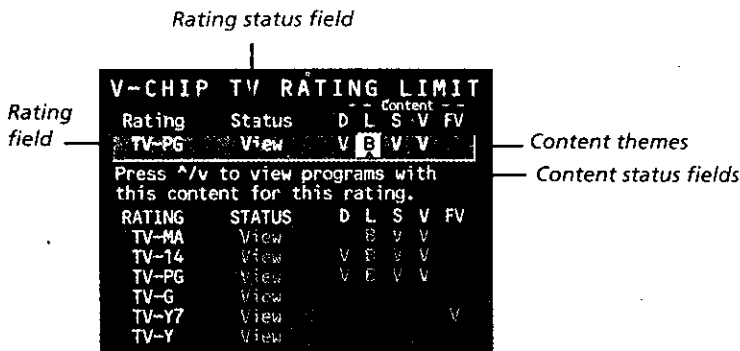 Rating status field
V-CHIP TV RATING LIMIT
Content
Rating Status D L S V FV
TV-PG View V B V V
Press ^/v to view programs with
this content for this rating.
RATING STATUS D L S V FV
TV-MA View B V V
TV-14 View V B V V
TV-PG View V B V V
TV-G View
TV-Y7 View V
TV-Y View
Rating
field
Content themes
Content status fields